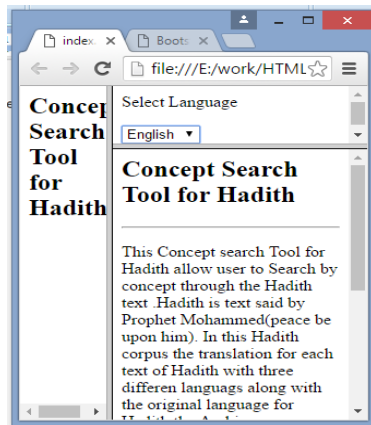 index.
Boots
file:///E:/work/HTML
Concep
Search
Tool
for
Hadith
Select Language
English
Concept Search
Tool for Hadith
This Concept search Tool for
Hadith allow user to Search by
concept through the Hadith
text .Hadith is text said by
Prophet Mohammed(peace be
upon him). In this Hadith
corpus the translation for each
text of Hadith with three
differen languags along with
the original language for